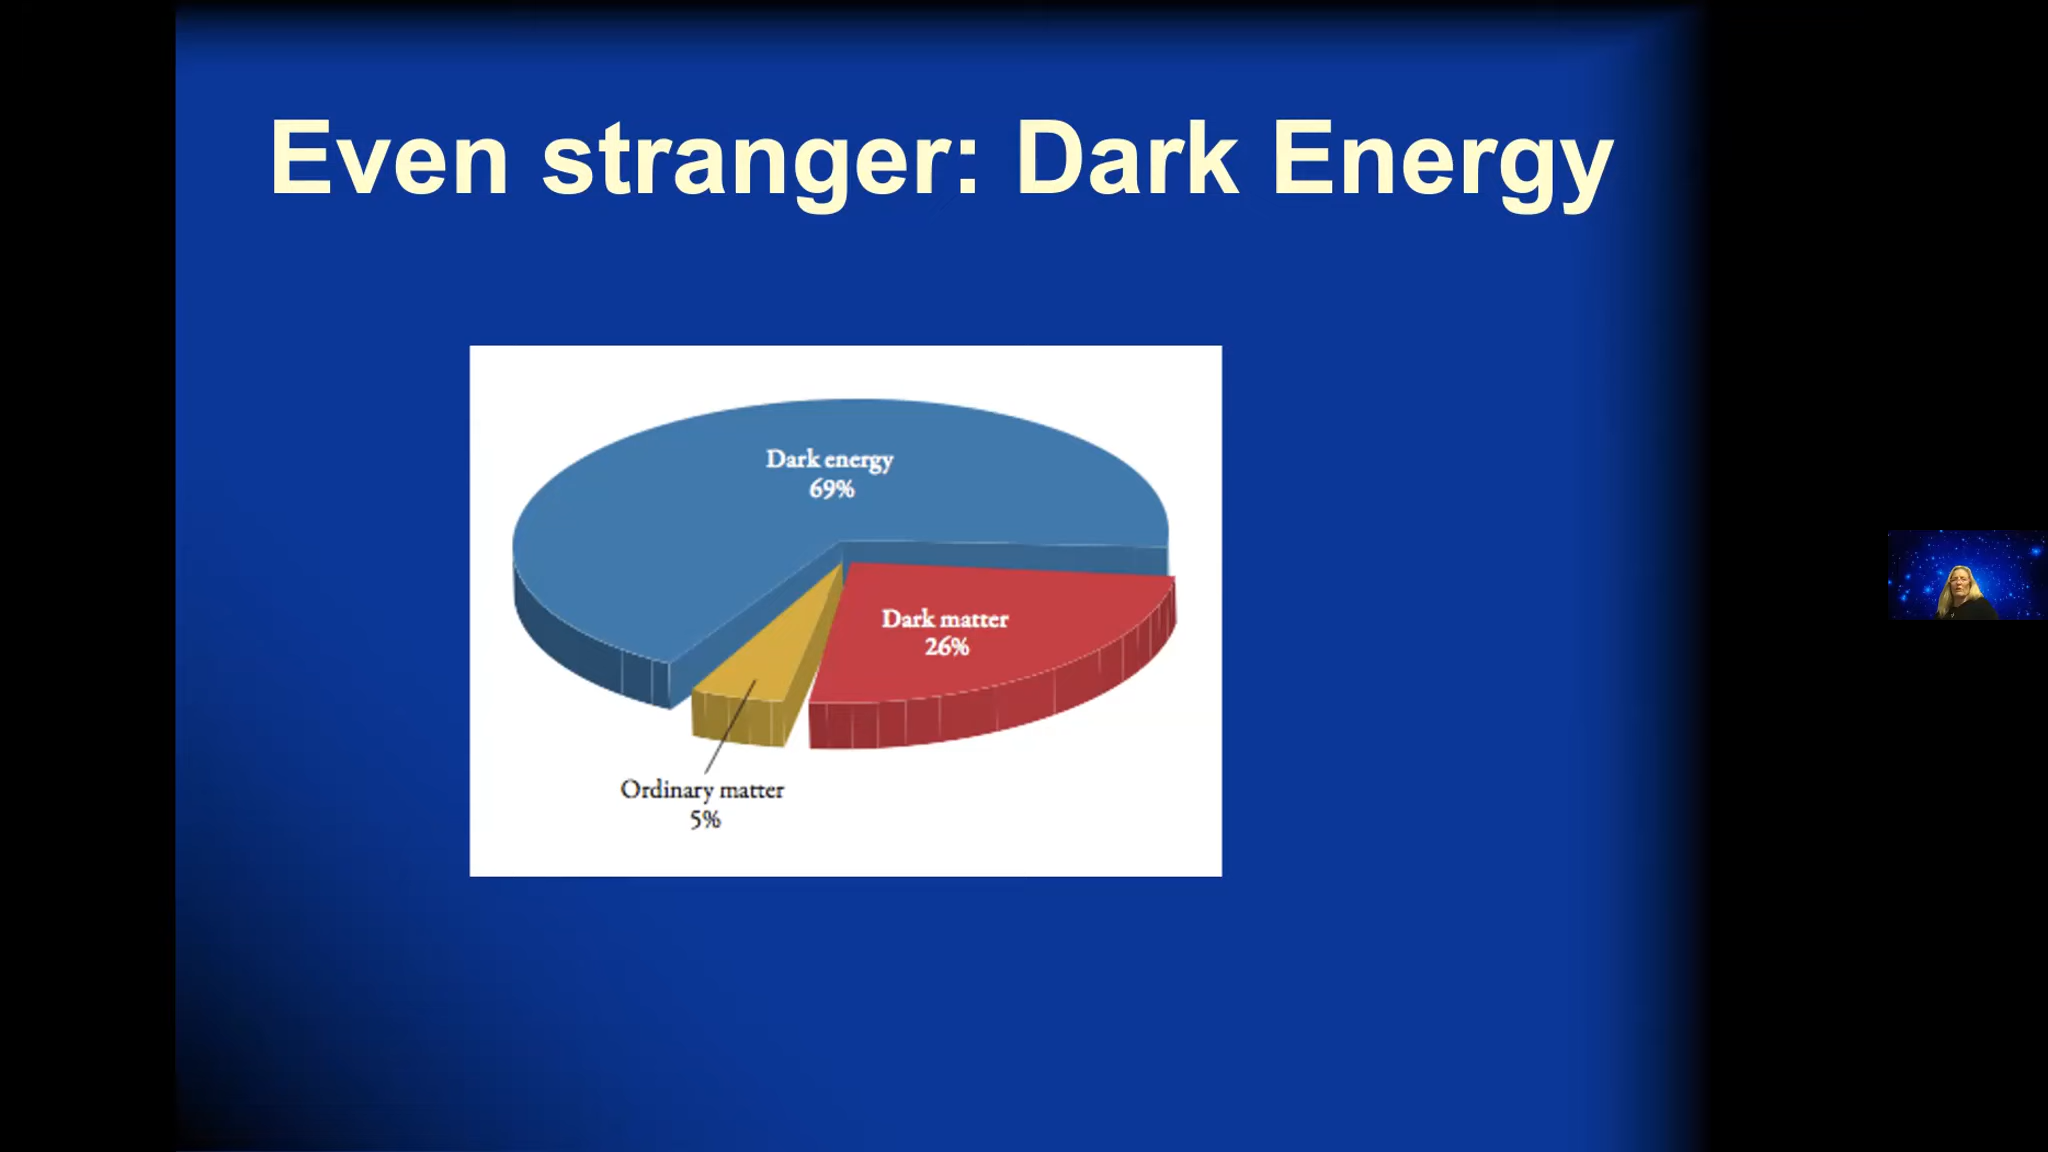 Even stranger: Dark Energy
Dark energy
69%
Dark matter
26%
Ordinary matter
5%